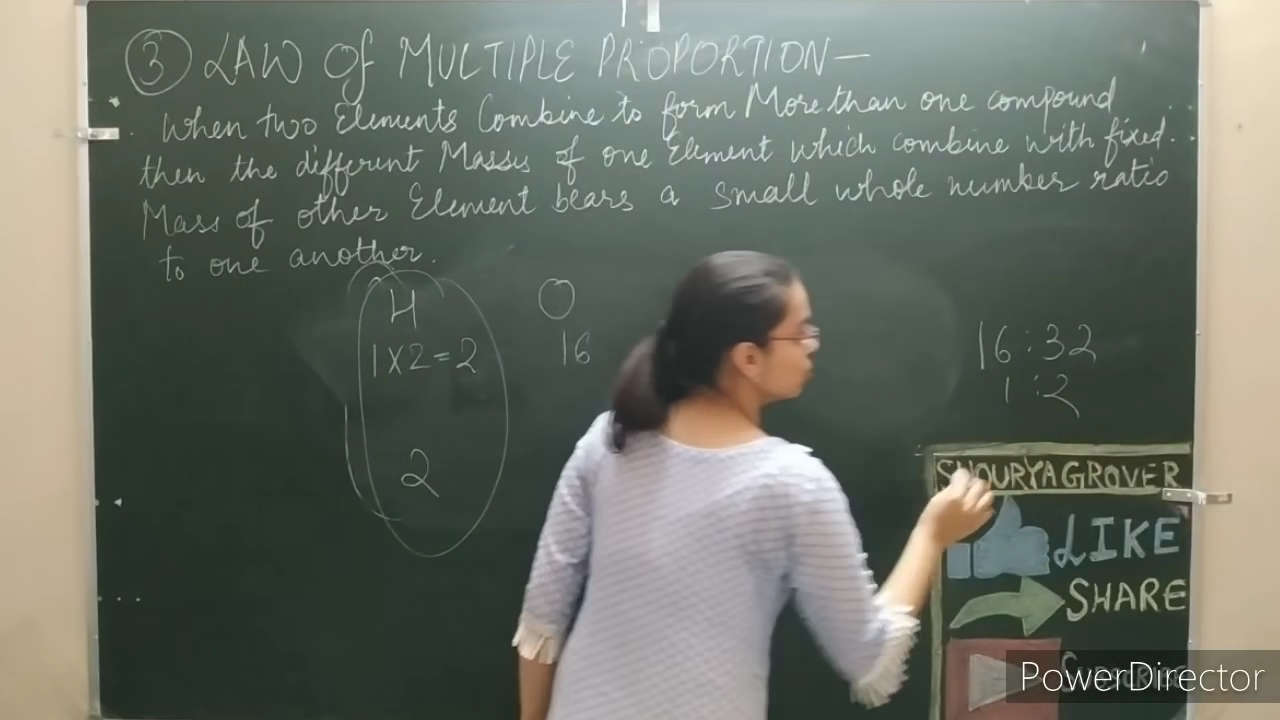 ③ LAW Of MULTIPLE PROPORTION—
When two Elements Combine to form More than one compound
then the different Masses of one Element which combine with fixed
Mass of other Element bears a small whole number ratio
to one another.
H O
1X2=2 16
16:32
1:2
2
SHOURYAGROVER
LIKE
SHARE
SUBSCRIBE
PowerDirector